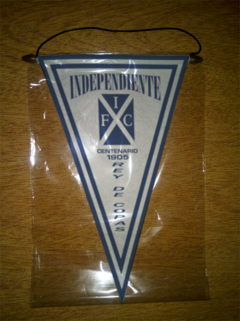 INDEPENDIENTE
I
F C
CENTENARIO
1905
REY DE COPAS